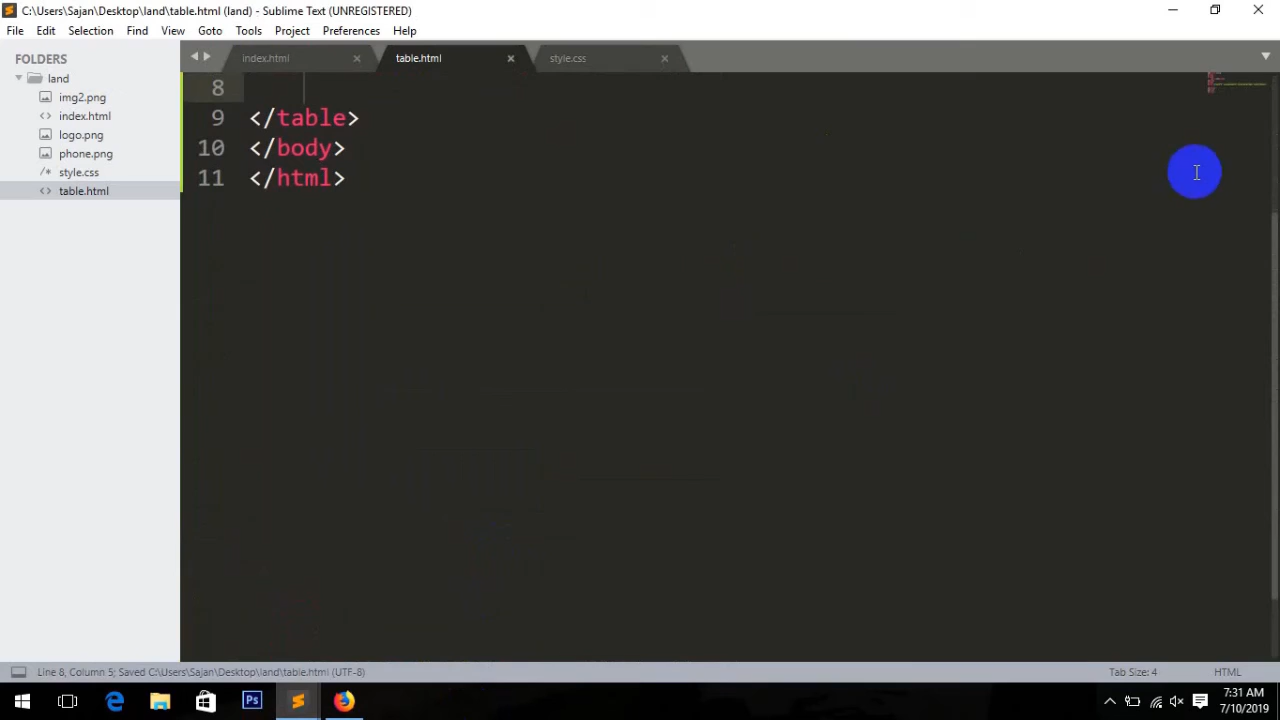 C:\Users\Sajan\Desktop\land\table.html (land) - Sublime Text (UNREGISTERED)
File Edit Selection Find View Goto Tools Project Preferences Help
FOLDERS
land
img2.png
index.html
logo.png
phone.png
/* style.css
<> table.html
index.html × table.html × style.css ×
8
9 </table>
10 </body>
11 </html>
Line 8, Column 5; Saved C:\Users\Sajan\Desktop\land\table.html (UTF-8) Tab Size: 4 HTML
Ps
7:31 AM
7/10/2019